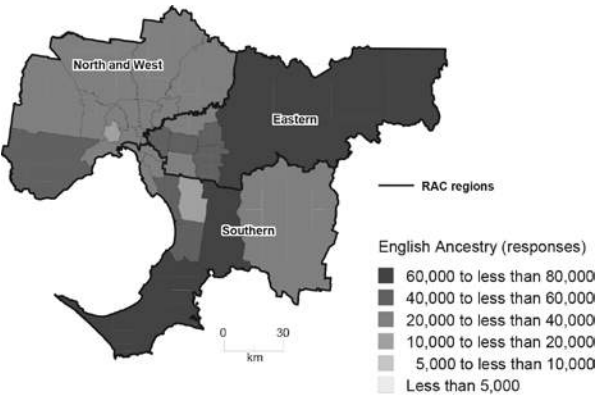 North and West
Eastern
RAC regions
Southern
English Ancestry (responses)
60,000 to less than 80,000
40,000 to less than 60,000
20,000 to less than 40,000
10,000 to less than 20,000
5,000 to less than 10,000
Less than 5,000
0 30
km